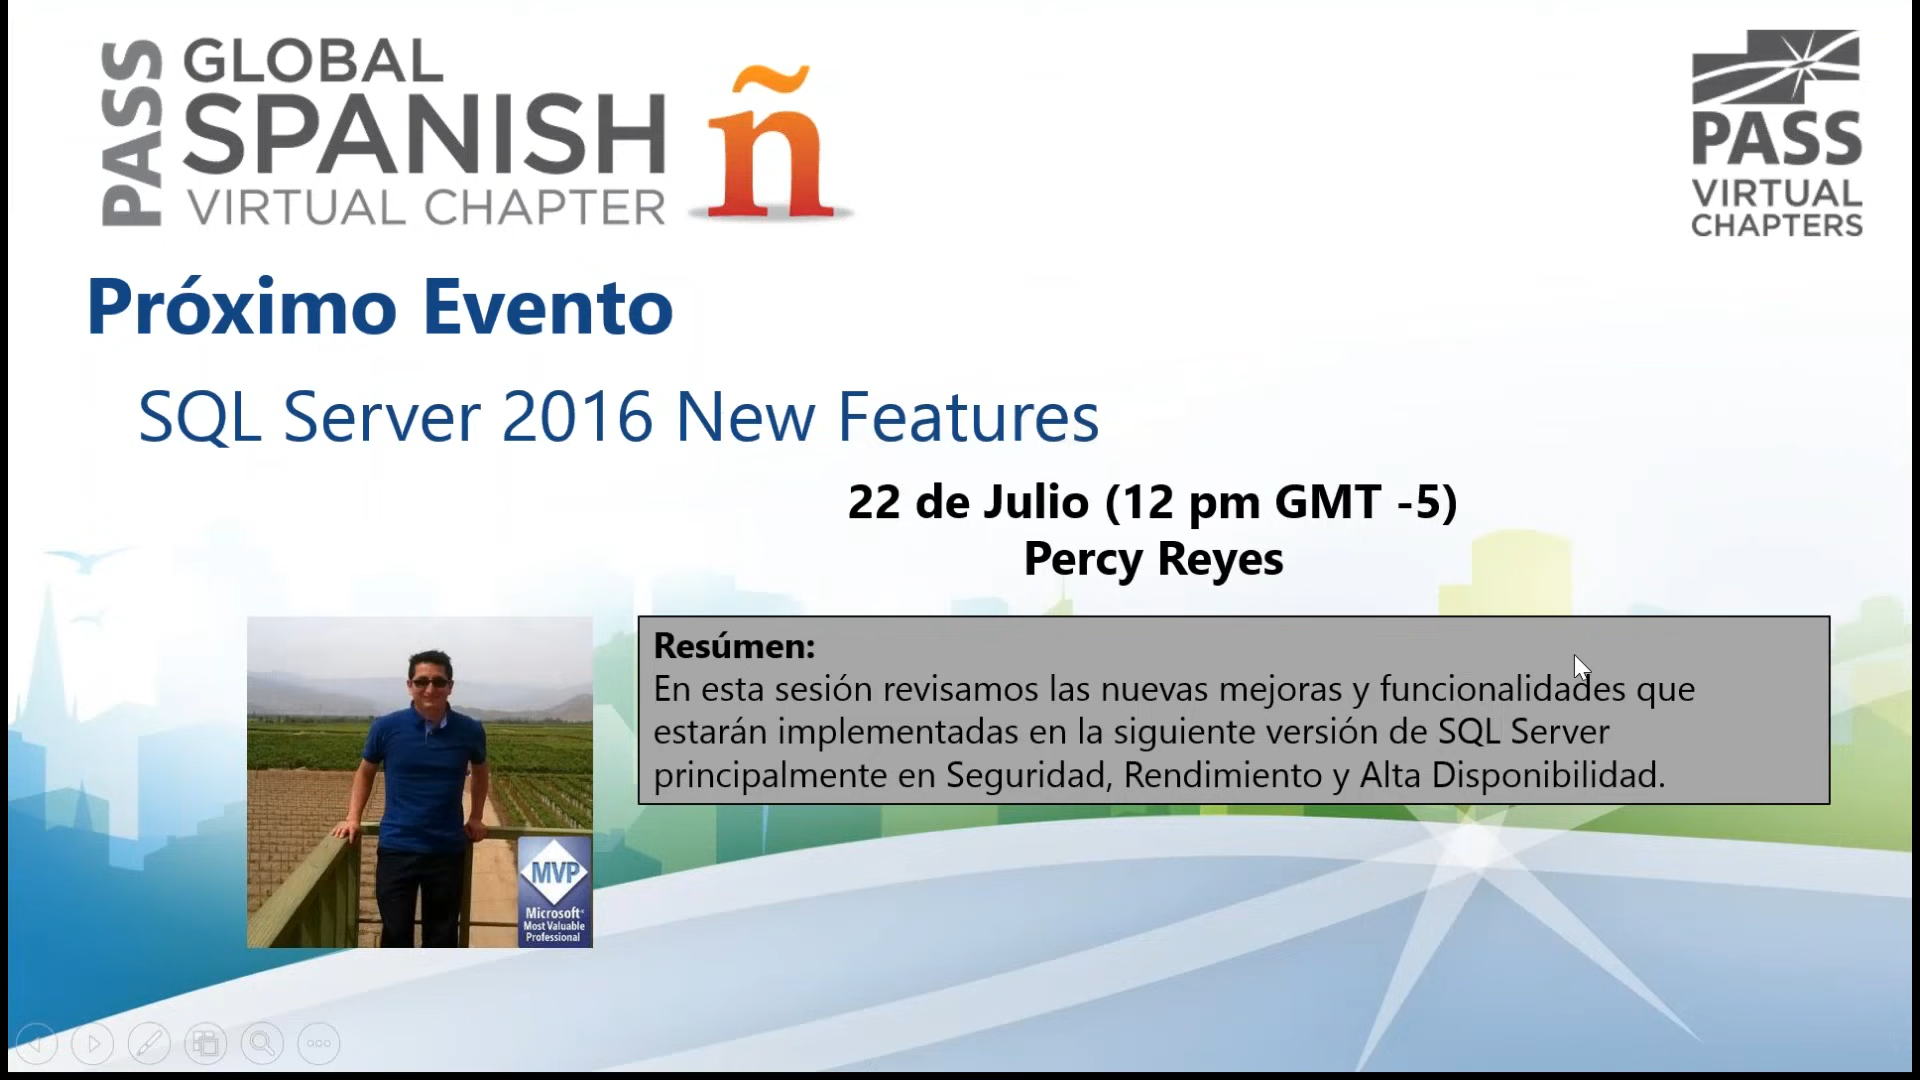 PASS
GLOBAL
SPANISH
VIRTUAL CHAPTER
ñ
PASS
VIRTUAL
CHAPTERS
Próximo Evento
SQL Server 2016 New Features
22 de Julio (12 pm GMT -5)
Percy Reyes
Resúmen:
En esta sesión revisamos las nuevas mejoras y funcionalidades que
estarán implementadas en la siguiente versión de SQL Server
principalmente en Seguridad, Rendimiento y Alta Disponibilidad.
MVP
Microsoft®
Most Valuable
Professional